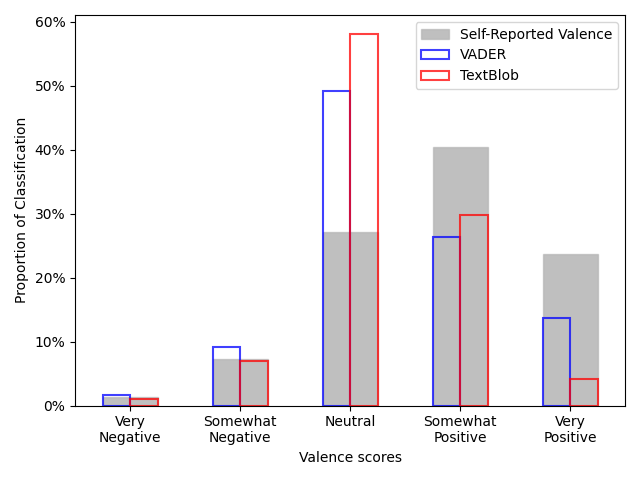 60%
50%
40%
30%
20%
10%
0%
Proportion of Classification
Self-Reported Valence
VADER
TextBlob
Very
Negative
Somewhat
Negative
Neutral
Somewhat
Positive
Very
Positive
Valence scores